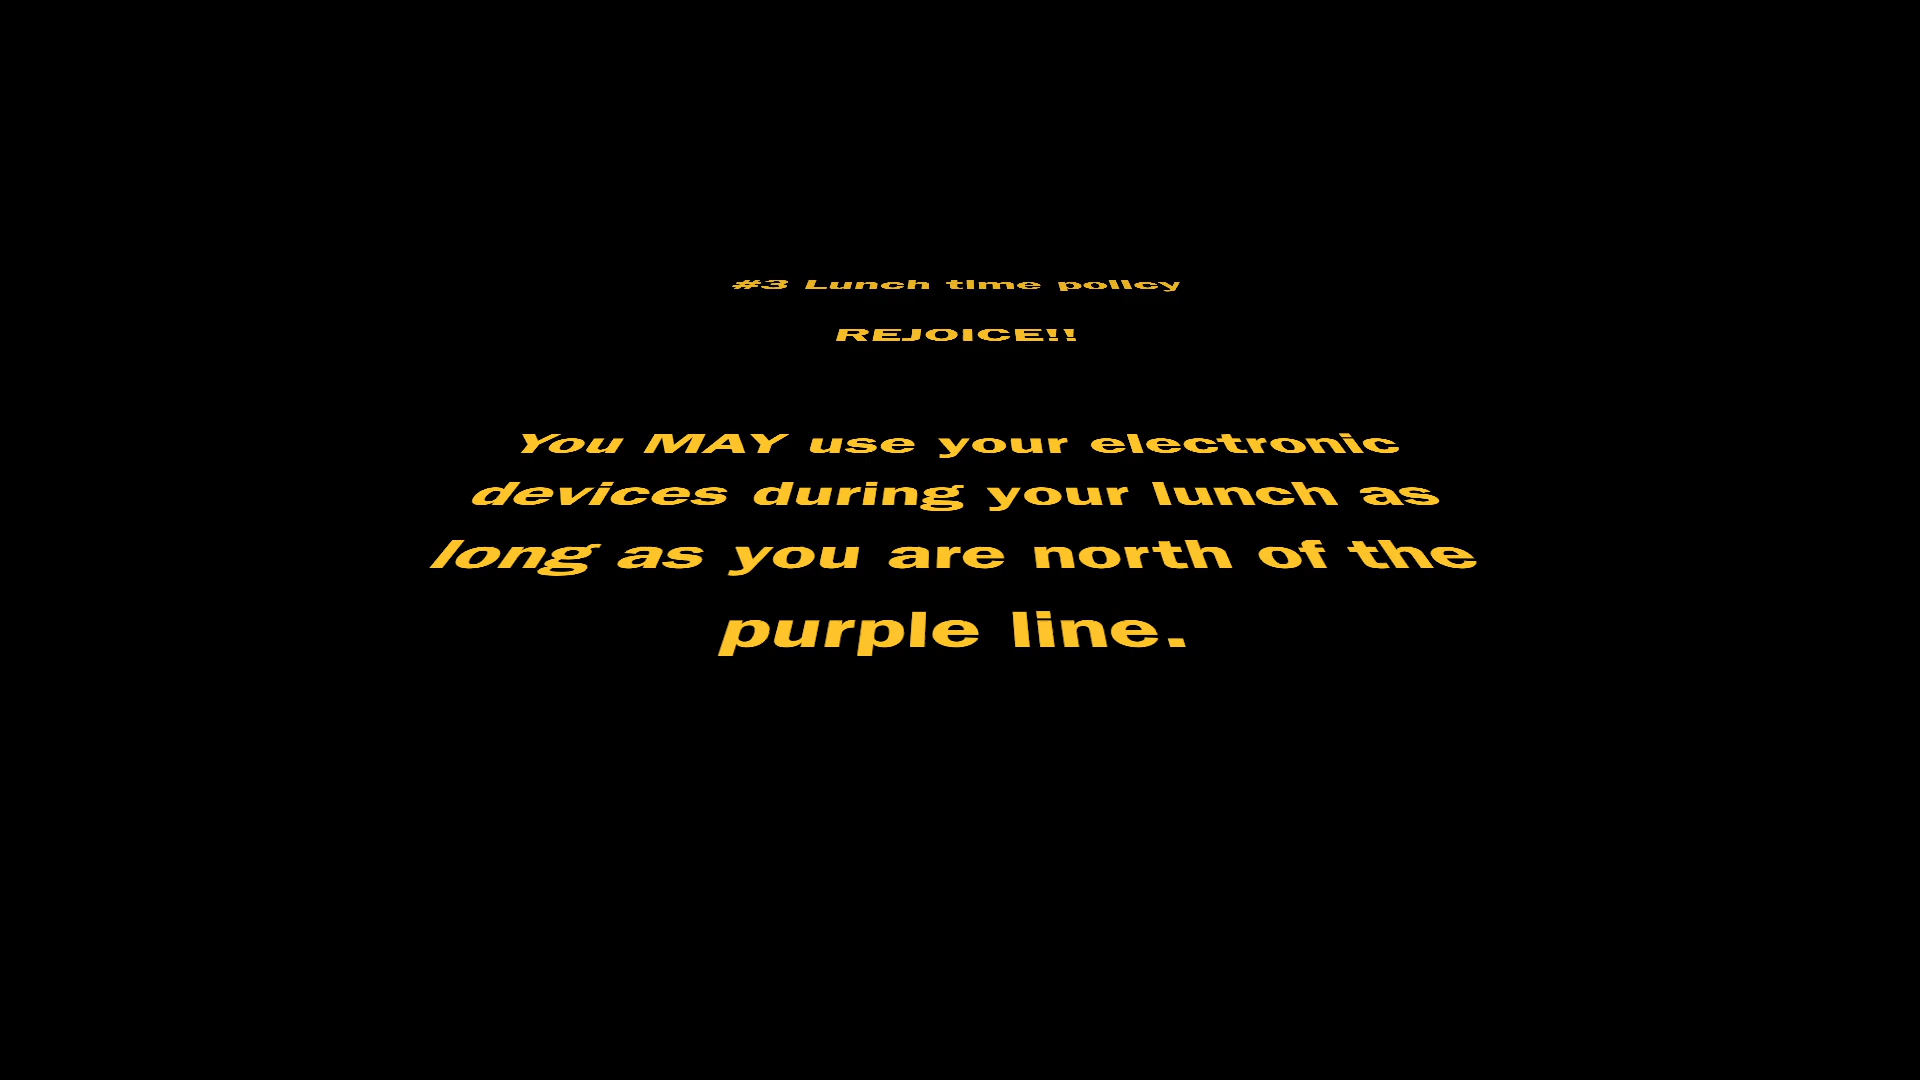 #3 Lunch time policy
REJOICE!!
You MAY use your electronic
devices during your lunch as
long as you are north of the
purple line.